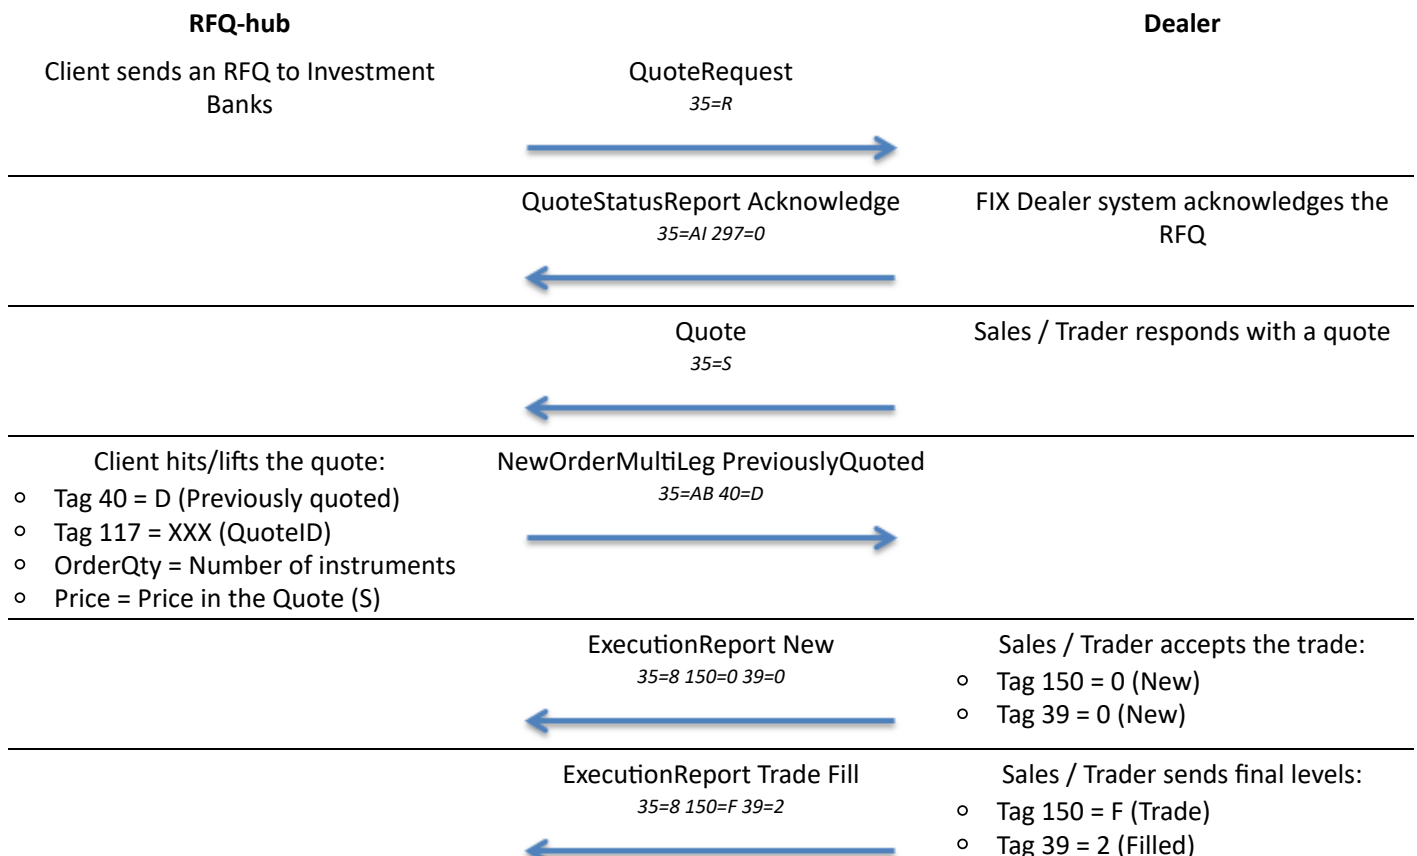 RFQ-hub
Dealer
Client sends an RFQ to Investment
Banks
QuoteRequest
35=R
QuoteStatusReport Acknowledge
35=AI 297=0
FIX Dealer system acknowledges the
RFQ
Quote
35=S
Sales / Trader responds with a quote
Client hits/lifts the quote:
○ Tag 40 = D (Previously quoted)
○ Tag 117 = XXX (QuoteID)
○ OrderQty = Number of instruments
○ Price = Price in the Quote (S)
NewOrderMultiLeg PreviouslyQuoted
35=AB 40=D
ExecutionReport New
35=8 150=0 39=0
Sales / Trader accepts the trade:
○ Tag 150 = 0 (New)
○ Tag 39 = 0 (New)
ExecutionReport Trade Fill
35=8 150=F 39=2
Sales / Trader sends final levels:
○ Tag 150 = F (Trade)
○ Tag 39 = 2 (Filled)